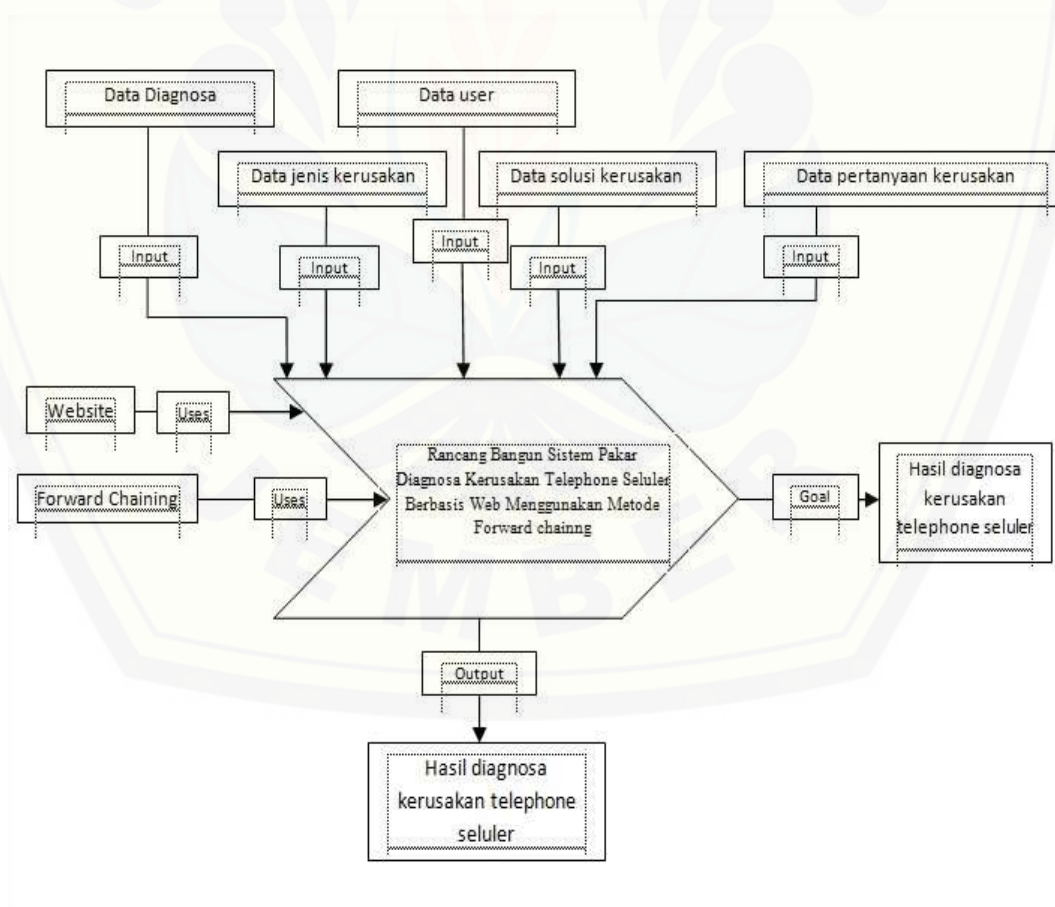 Data Diagnosa
Data user
Data jenis kerusakan
Data solusi kerusakan
Data pertanyaan kerusakan
Input
Input
Input
Input
Input
Website
Uses
Forward Chaining
Uses
Rancang Bangun Sistem Pakar
Diagnosa Kerusakan Telephone Seluler
Berbasis Web Menggunakan Metode
Forward chainng
Goal
Hasil diagnosa
kerusakan
telephone seluler
Output
Hasil diagnosa
kerusakan telephone
seluler
JEMBER